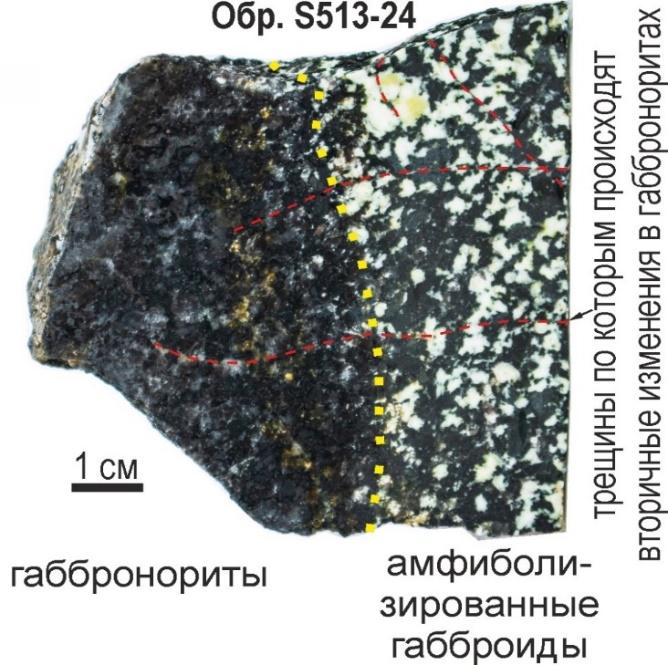 Обр. S513-24
трещины по которым происходят
вторичные изменения в габброноритах
1 см
габбронориты
амфиболи-
зированные
габброиды